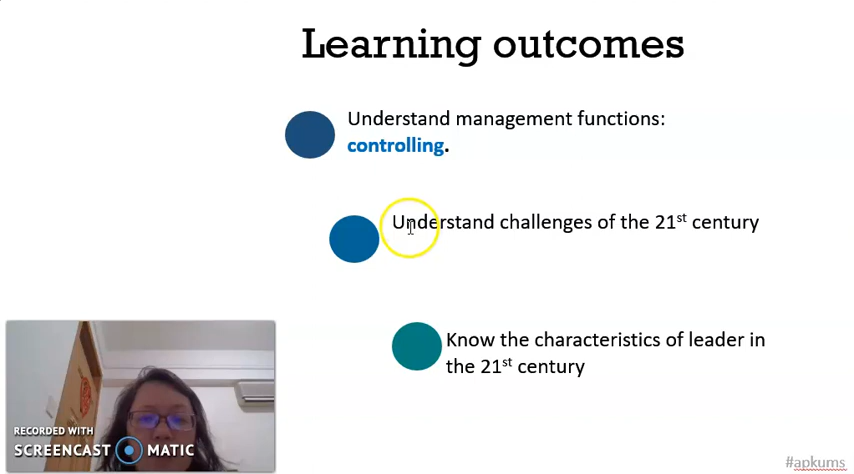 Learning outcomes
Understand management functions:
controlling.
Understand challenges of the 21st century
Know the characteristics of leader in
the 21st century
RECORDED WITH
SCREENCAST MATIC
#apkums